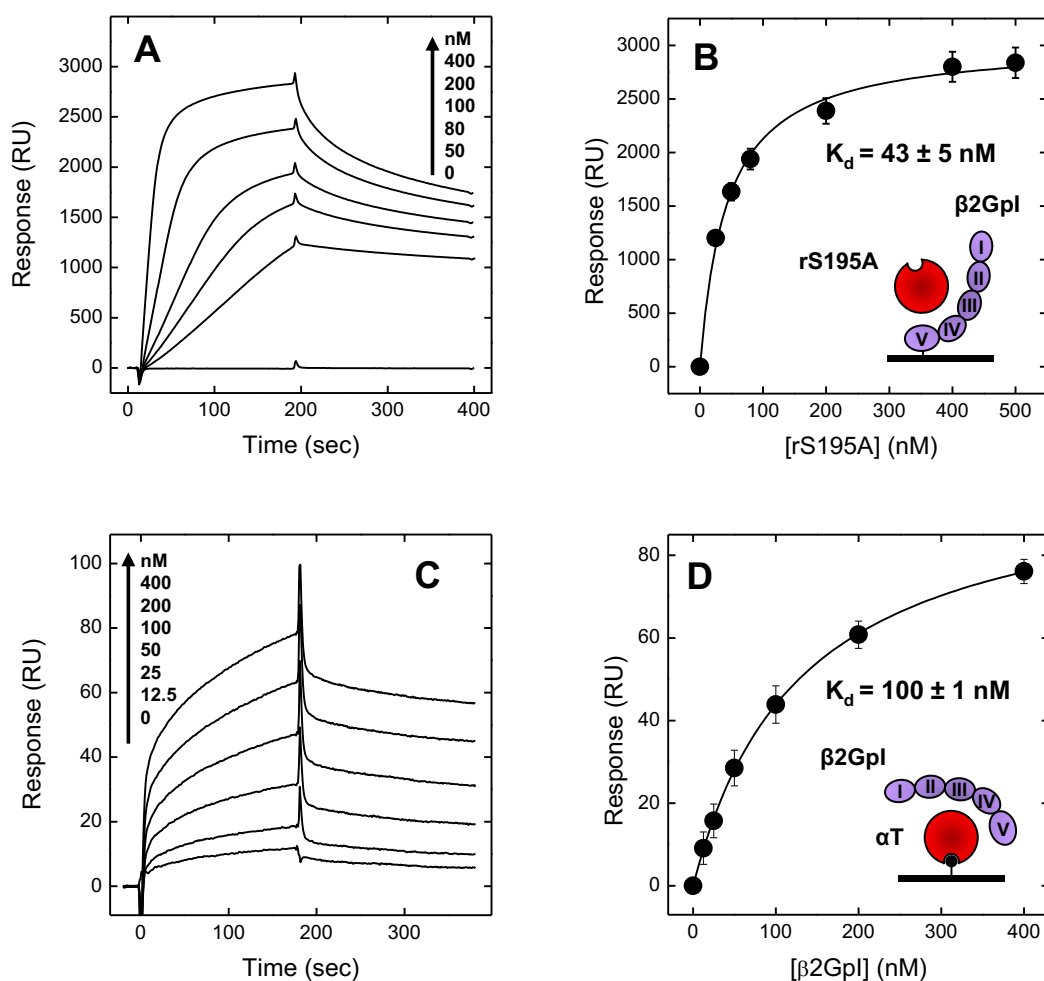 A
nM
400
200
100
80
50
0
3000
2500
2000
1500
1000
500
0
Response (RU)
0 100 200 300 400
Time (sec)
B
3000
2500
2000
1500
1000
500
0
Response (RU)
Kd = 43 ± 5 nM
β2GpI
rS195A
I
II
III
IV
V
0 100 200 300 400 500
[rS195A] (nM)
C
nM
400
200
100
50
25
12.5
0
100
80
60
40
20
0
Response (RU)
0 100 200 300
Time (sec)
D
80
60
40
20
0
Response (RU)
Kd = 100 ± 1 nM
β2GpI
I II III IV V
αT
0 100 200 300 400
[β2GpI] (nM)